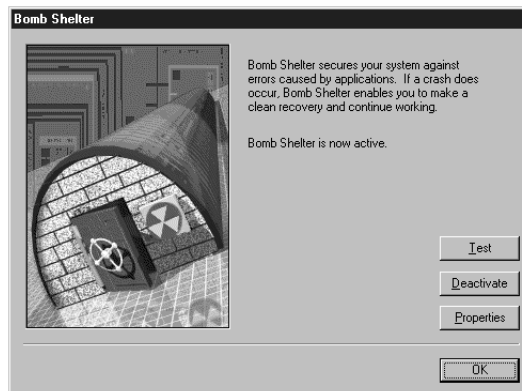 Bomb Shelter
Bomb Shelter secures your system against
errors caused by applications. If a crash does
occur, Bomb Shelter enables you to make a
clean recovery and continue working.
Bomb Shelter is now active.
Test
Deactivate
Properties
OK